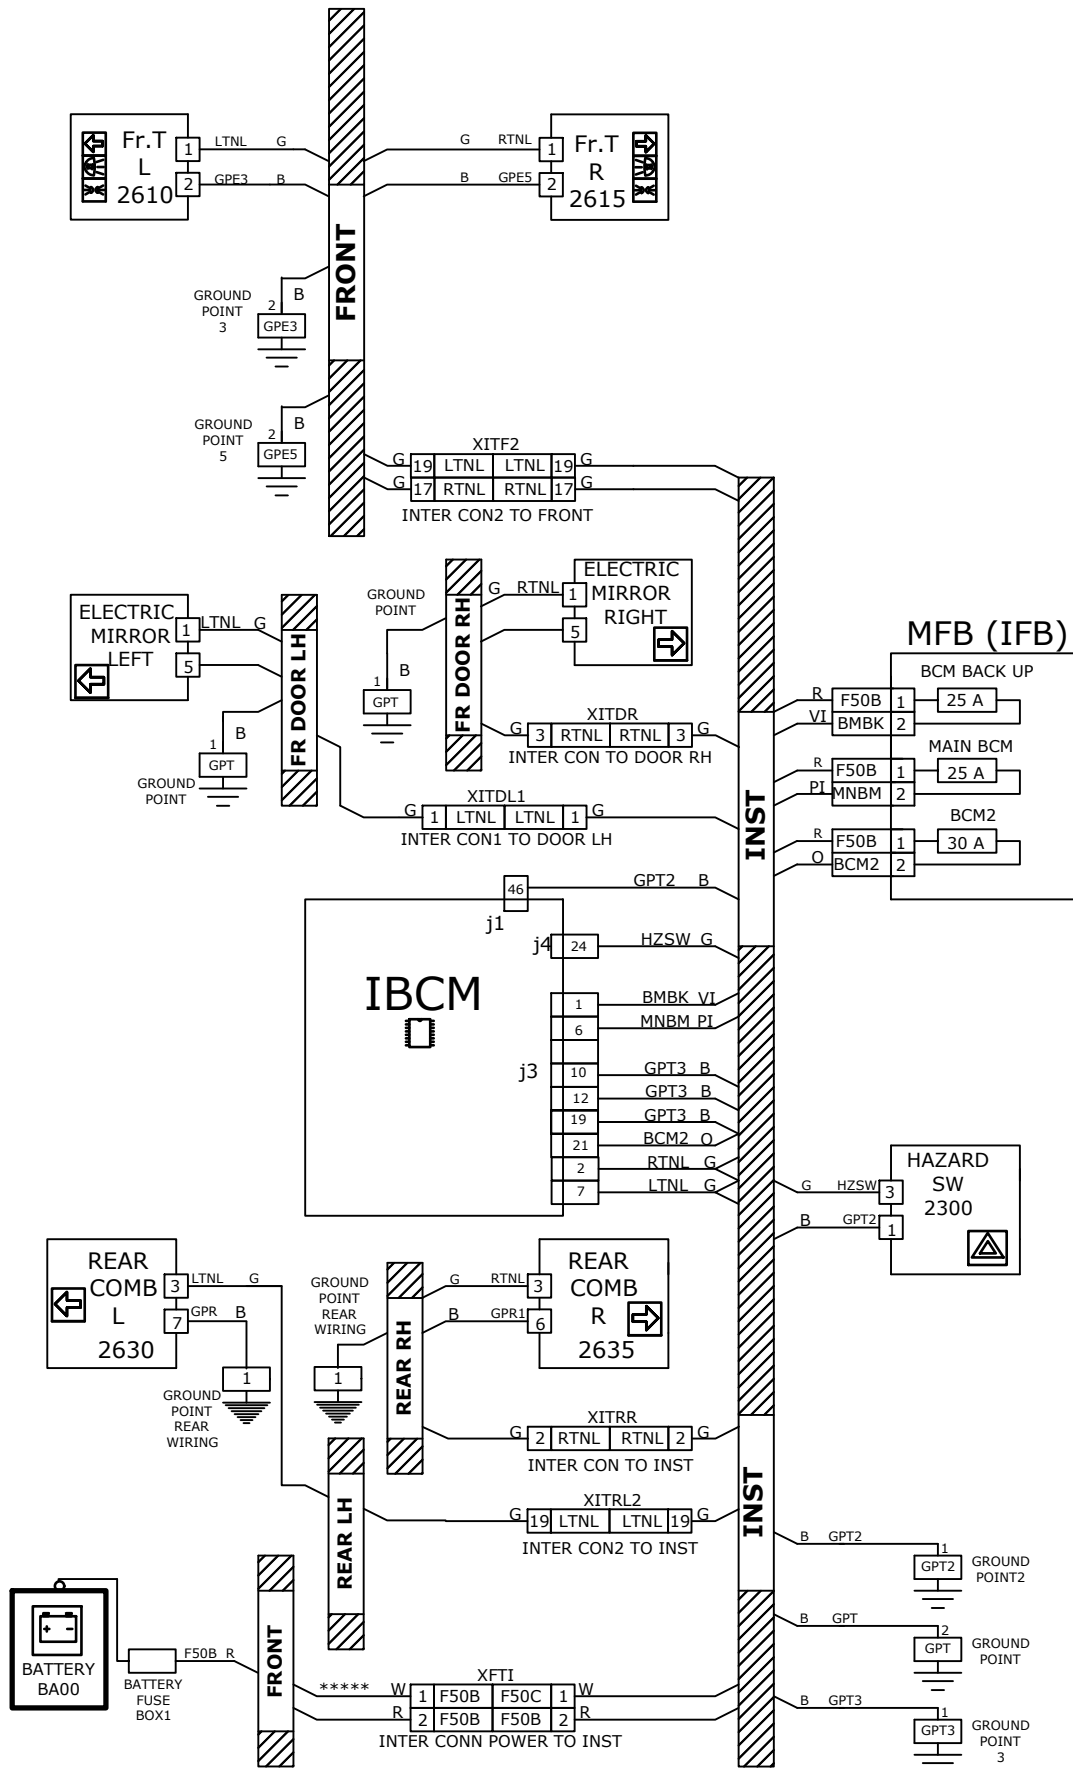 Fr.T
L
2610
1
LTNL G
2
GPE3 B
G RTNL
1
B GPE5
2
Fr.T
R
2615
FRONT
GROUND
POINT
3
2
B
GPE3
GROUND
POINT
5
2
B
GPE5
XITF2
G 19 LTNL LTNL 19 G
G 17 RTNL RTNL 17 G
INTER CON2 TO FRONT
ELECTRIC
MIRROR
LEFT
1
LTNL G
5
FR DOOR LH
1
B
GPT
GROUND
POINT
GROUND
POINT
1
B
GPT
FR DOOR RH
G RTNL
1
5
ELECTRIC
MIRROR
RIGHT
XITDR
G 3 RTNL RTNL 3 G
INTER CON TO DOOR RH
XITDL1
G 1 LTNL LTNL 1 G
INTER CON1 TO DOOR LH
INST
MFB (IFB)
BCM BACK UP
R F50B 1 25 A
VI BMBK 2
MAIN BCM
R F50B 1 25 A
PI MNBM 2
BCM2
R F50B 1 30 A
O BCM2 2
IBCM
j1
46 GPT2 B
j4
24 HZSW G
j3
1 BMBK VI
6 MNBM PI
10 GPT3 B
12 GPT3 B
19 GPT3 B
21 BCM2 O
2 RTNL G
7 LTNL G
G HZSW 3
B GPT2 1
HAZARD
SW
2300
REAR
COMB
L
2630
3 LTNL G
7 GPR B
1
GROUND
POINT
REAR
WIRING
GROUND
POINT
REAR
WIRING
1
REAR RH
G RTNL 3
B GPR1 6
REAR
COMB
R
2635
XITRR
G 2 RTNL RTNL 2 G
INTER CON TO INST
REAR LH
XITRL2
G 19 LTNL LTNL 19 G
INTER CON2 TO INST
INST
B GPT2
1
GPT2
GROUND
POINT2
B GPT
2
GPT
GROUND
POINT
B GPT3
1
GPT3
GROUND
POINT
3
+ -
BATTERY
BA00
F50B R
BATTERY
FUSE
BOX1
FRONT
XFTI
***** W 1 F50B F50C 1 W
R 2 F50B F50B 2 R
INTER CONN POWER TO INST